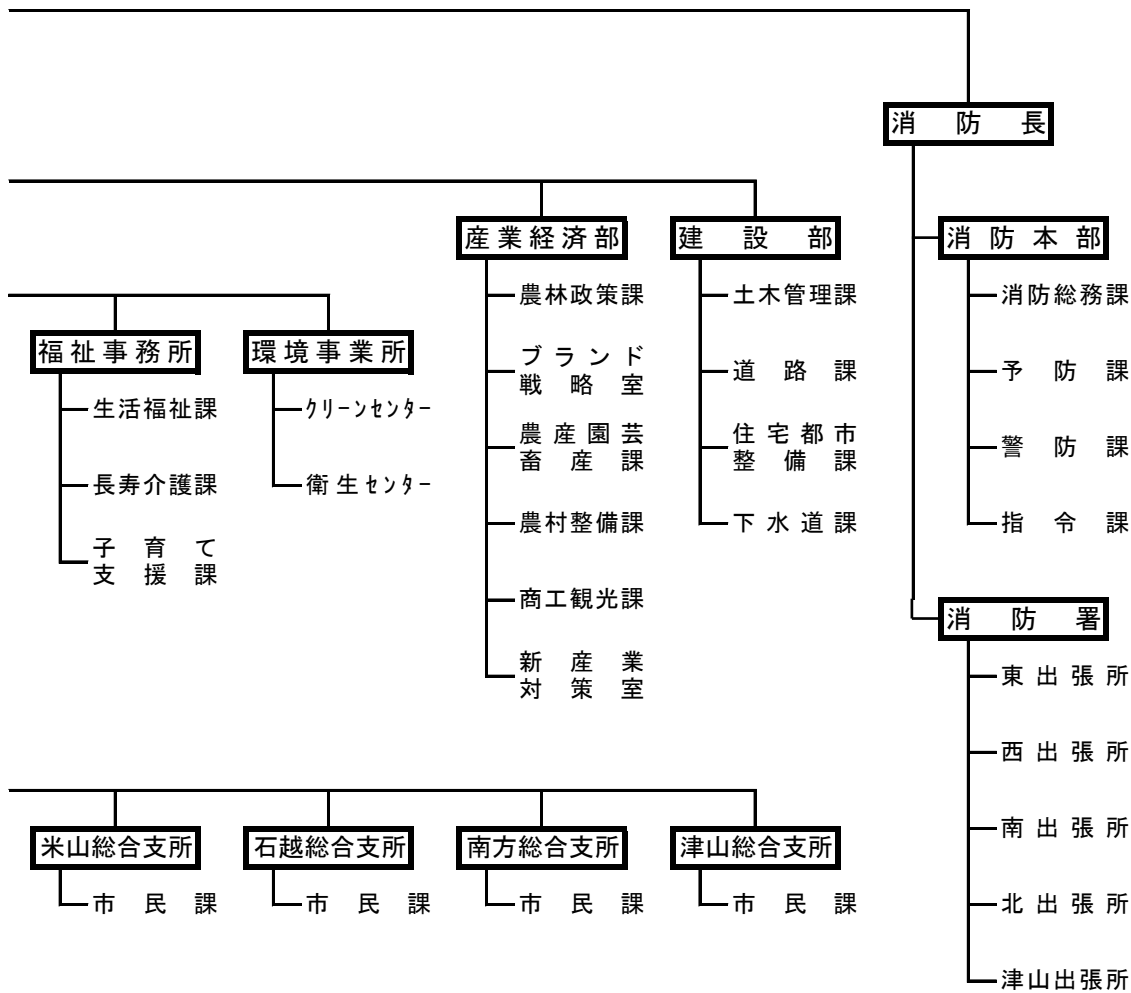 消防長
産業経済部
建設部
消防本部
農林政策課
土木管理課
消防総務課
福祉事務所
環境事業所
ブランド
戦略室
道路課
予防課
生活福祉課
クリーンセンター
農産園芸
畜産課
住宅都市
整備課
警防課
長寿介護課
衛生センター
農村整備課
下水道課
指令課
子育て
支援課
商工観光課
消防署
新産業
対策室
東出張所
西出張所
米山総合支所
石越総合支所
南方総合支所
津山総合支所
南出張所
市民課
市民課
市民課
市民課
北出張所
津山出張所